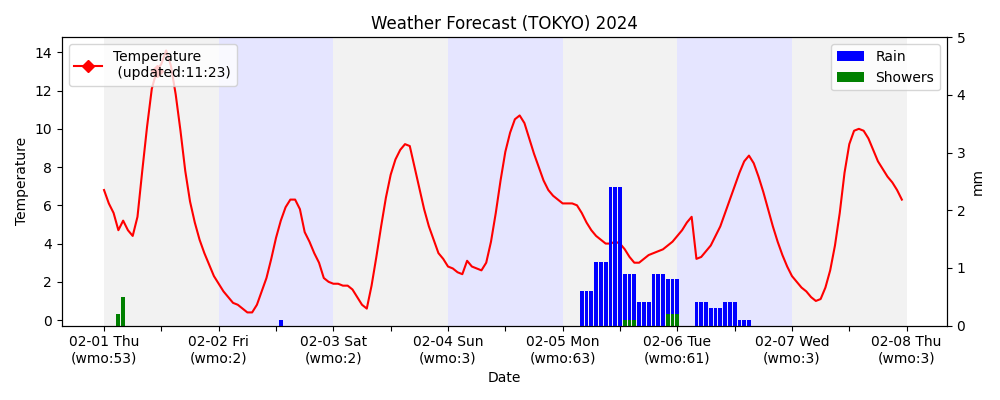 Weather Forecast (TOKYO) 2024
Temperature
(updated:11:23)
Rain
Showers
14
12
10
8
6
4
2
0
Temperature
5
4
3
2
1
0
mm
02-01 Thu
(wmo:53)
02-02 Fri
(wmo:2)
02-03 Sat
(wmo:2)
02-04 Sun
(wmo:3)
02-05 Mon
(wmo:63)
02-06 Tue
(wmo:61)
02-07 Wed
(wmo:3)
02-08 Thu
(wmo:3)
Date